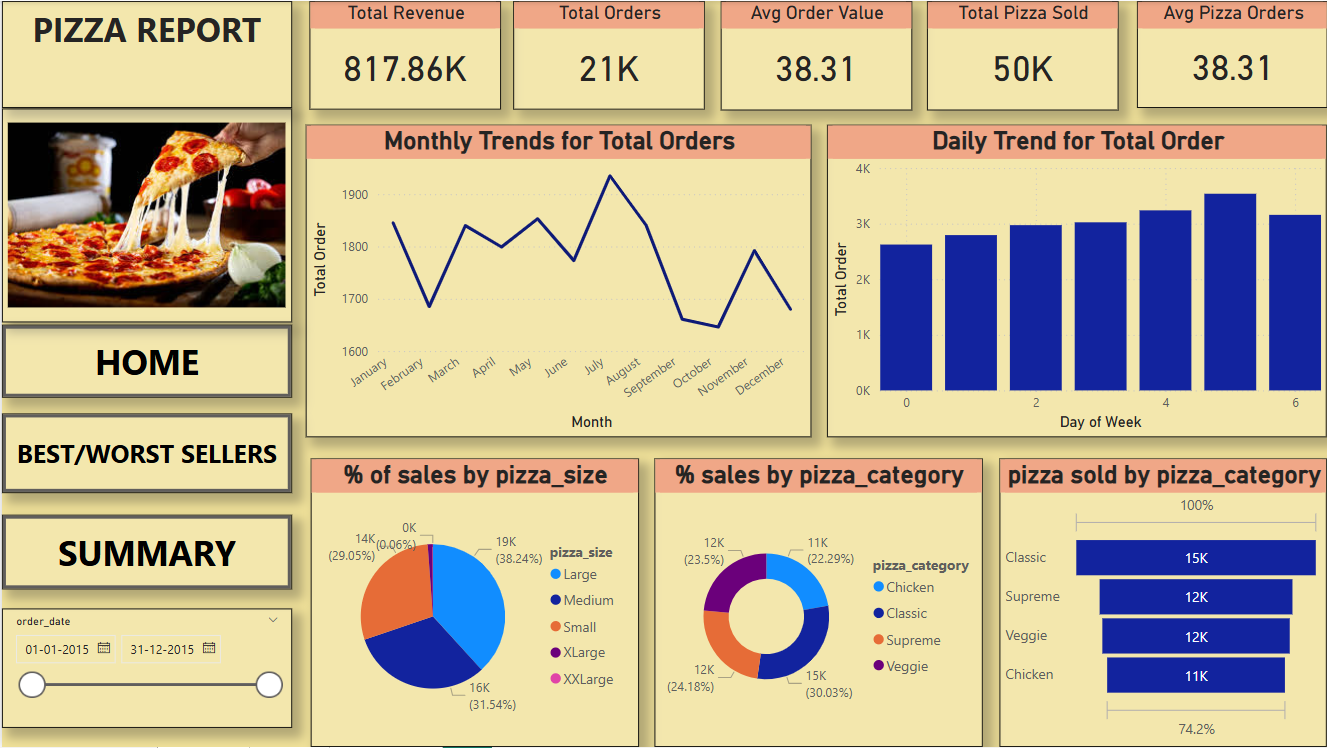 PIZZA REPORT
Total Revenue
817.86K
Total Orders
21K
Avg Order Value
38.31
Total Pizza Sold
50K
Avg Pizza Orders
38.31
HOME
BEST/WORST SELLERS
SUMMARY
order_date
01-01-2015 31-12-2015
Monthly Trends for Total Orders
Total Order
1900
1800
1700
1600
January February March April May June July August September October November December
Month
Daily Trend for Total Order
Total Order
4K
3K
2K
1K
0K
0 2 4 6
Day of Week
% of sales by pizza_size
0K
(0.06%)
14K
(29.05%)
19K
(38.24%)
16K
(31.54%)
pizza_size
Large
Medium
Small
XLarge
XXLarge
% sales by pizza_category
12K
(23.5%)
11K
(22.29%)
12K
(24.18%)
15K
(30.03%)
pizza_category
Chicken
Classic
Supreme
Veggie
pizza sold by pizza_category
100%
Classic 15K
Supreme 12K
Veggie 12K
Chicken 11K
74.2%